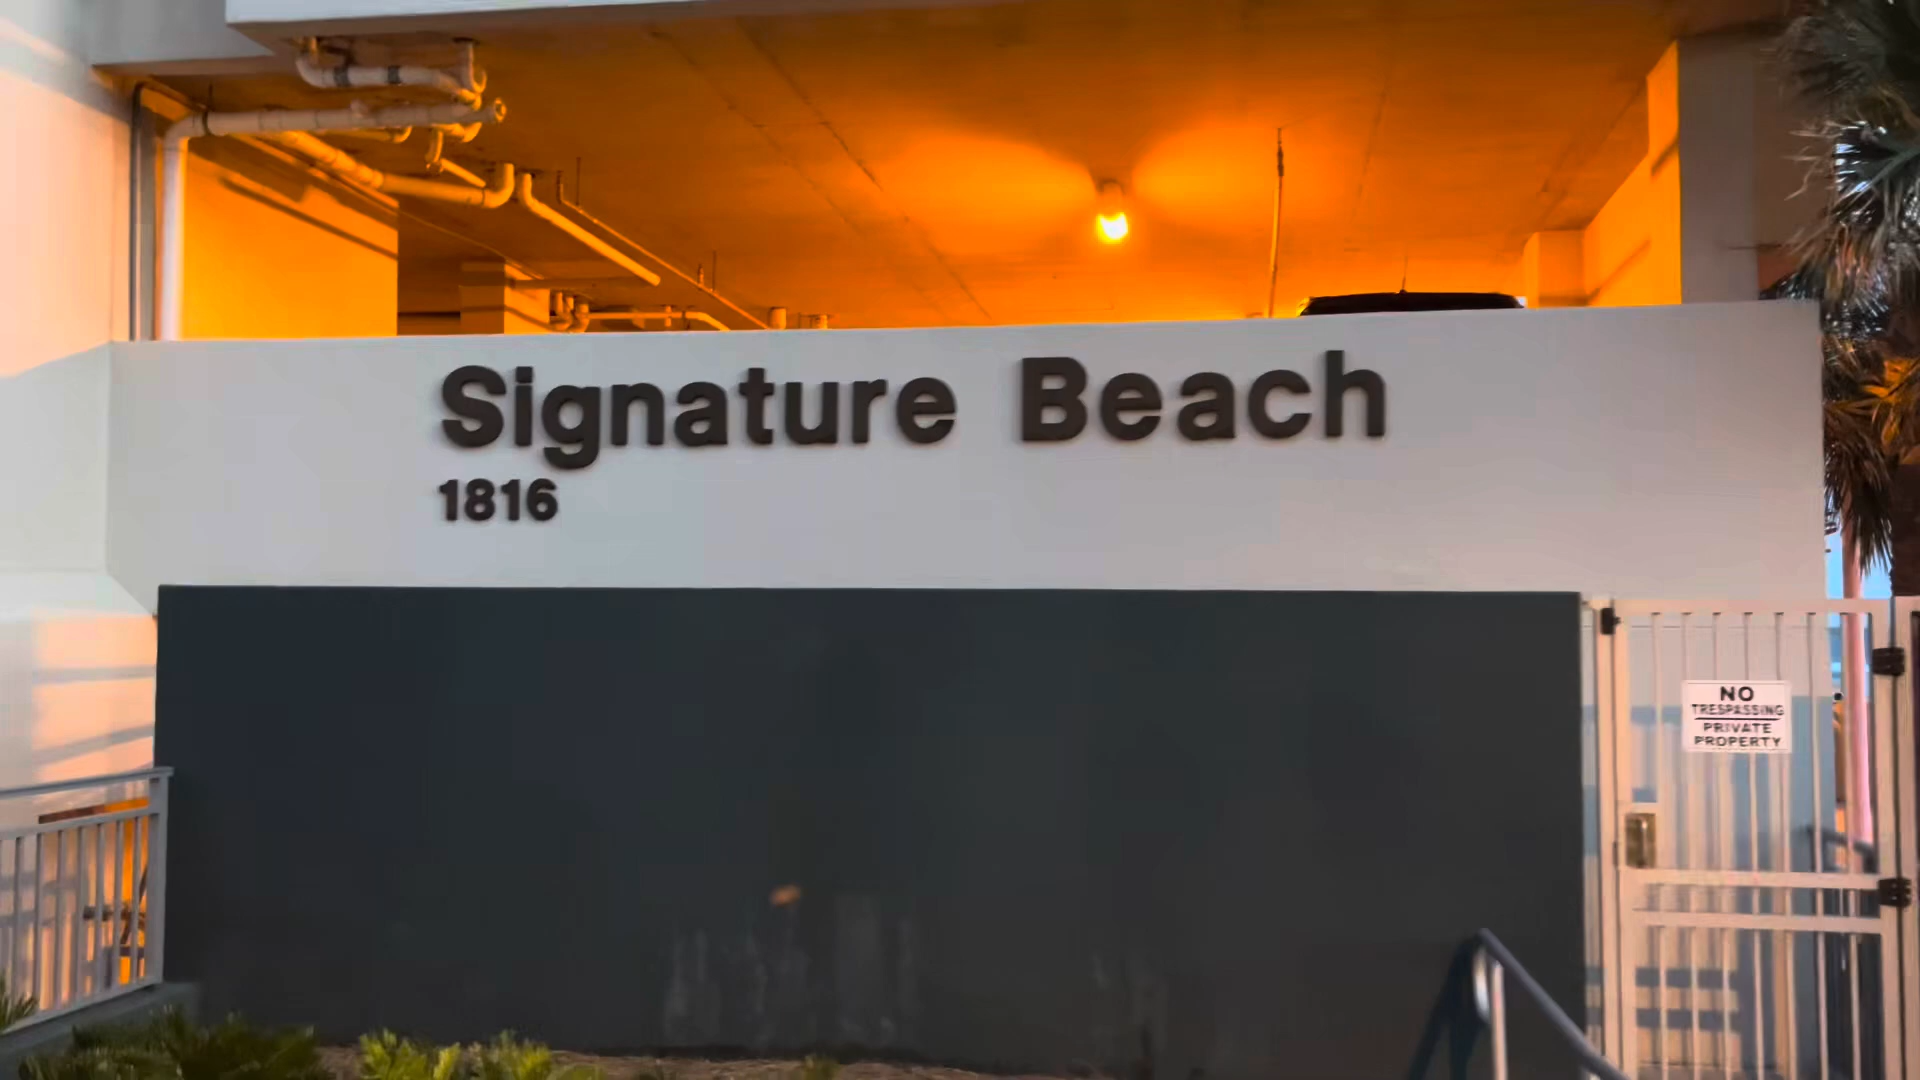 Signature Beach
1816
NO
TRESPASSING
PRIVATE
PROPERTY